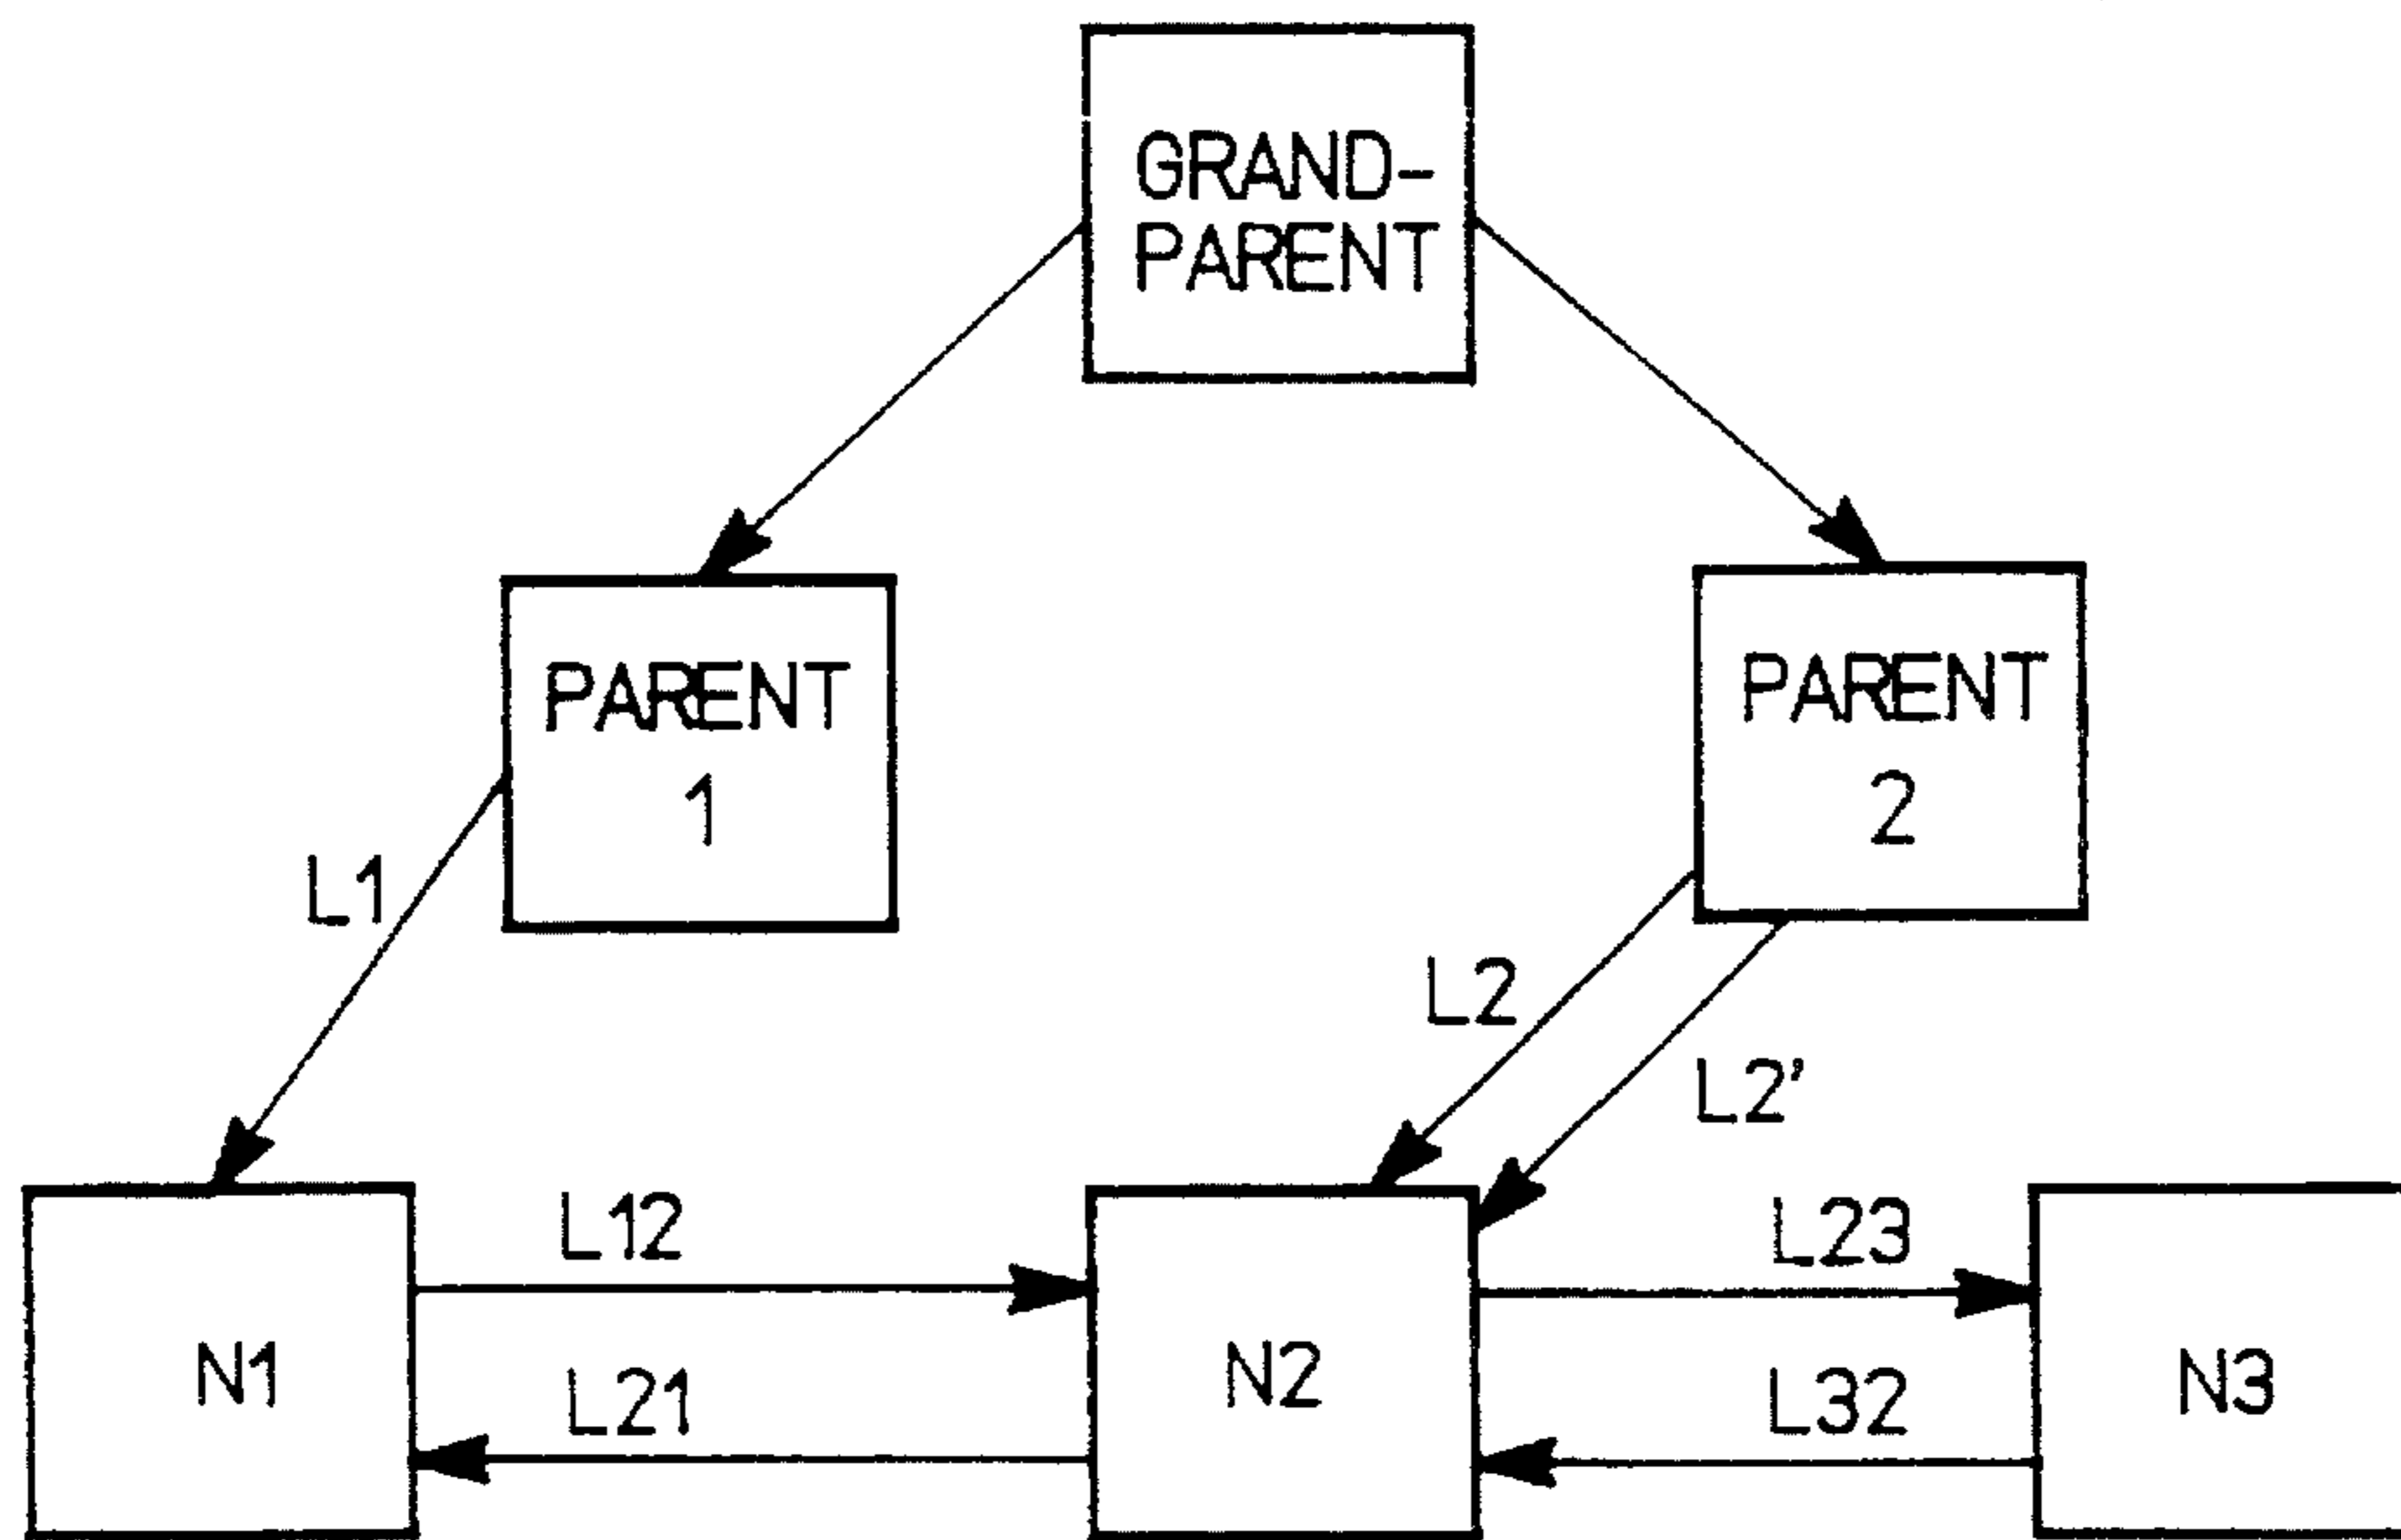 GRAND-
PARENT
PARENT
1
PARENT
2
L1
L2
L2'
L12
L23
N1
L21
N2
L32
N3